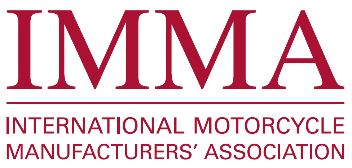 IMMA
INTERNATIONAL MOTORCYCLE
MANUFACTURERS’ ASSOCIATION